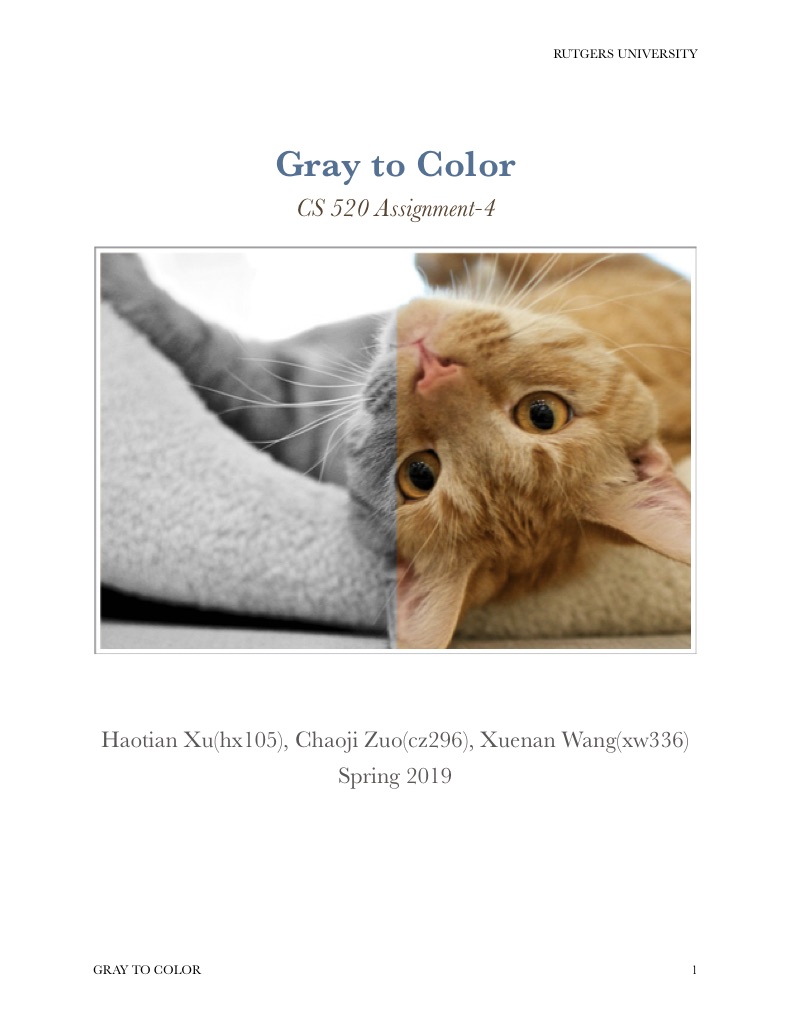 RUTGERS UNIVERSITY
Gray to Color
CS 520 Assignment-4
Haotian Xu(hx105), Chaoji Zuo(cz296), Xuenan Wang(xw336)
Spring 2019
GRAY TO COLOR 1